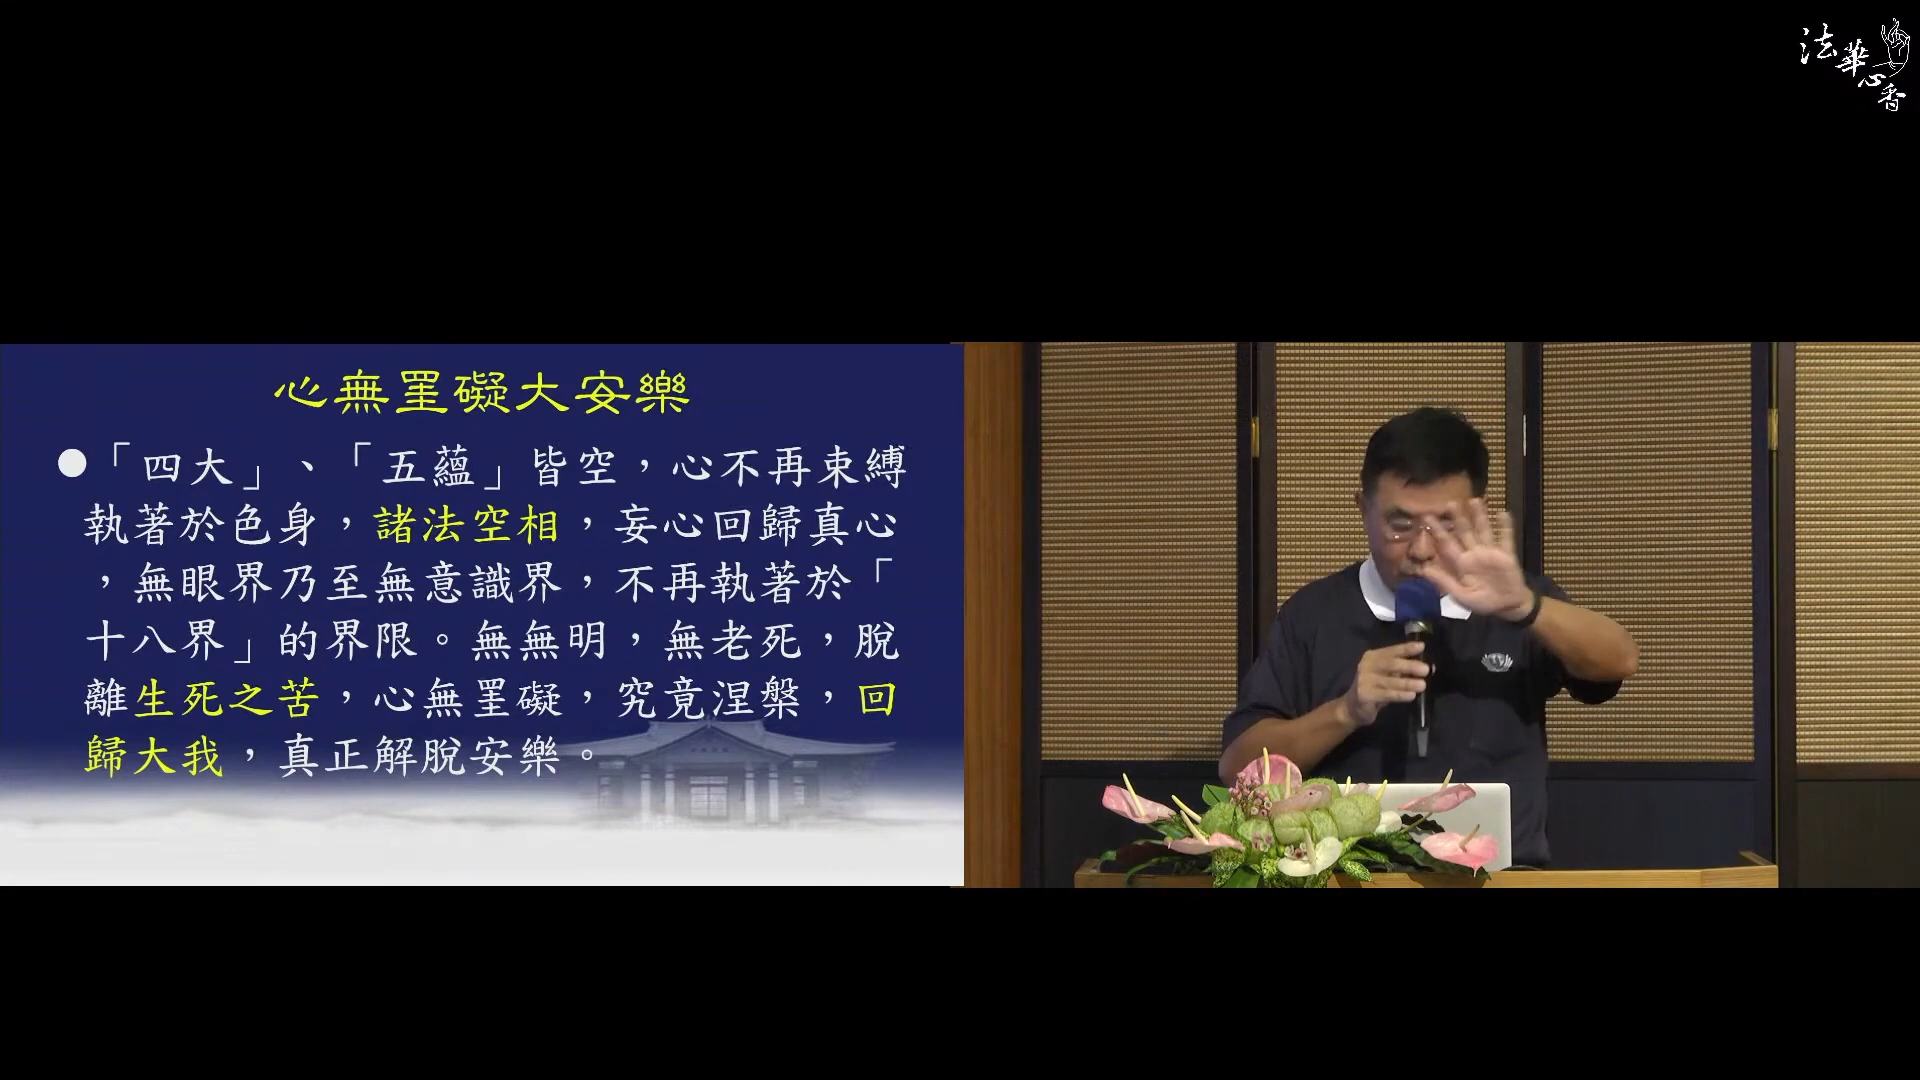 心無罣礙大安樂
●「四大」、「五蘊」皆空，心不再束縛
執著於色身，諸法空相，妄心回歸真心
，無眼界乃至無意識界，不再執著於「
十八界」的界限。無無明，無老死，脫
離生死之苦，心無罣礙，究竟涅槃，回
歸大我，真正解脫安樂。
法華心香